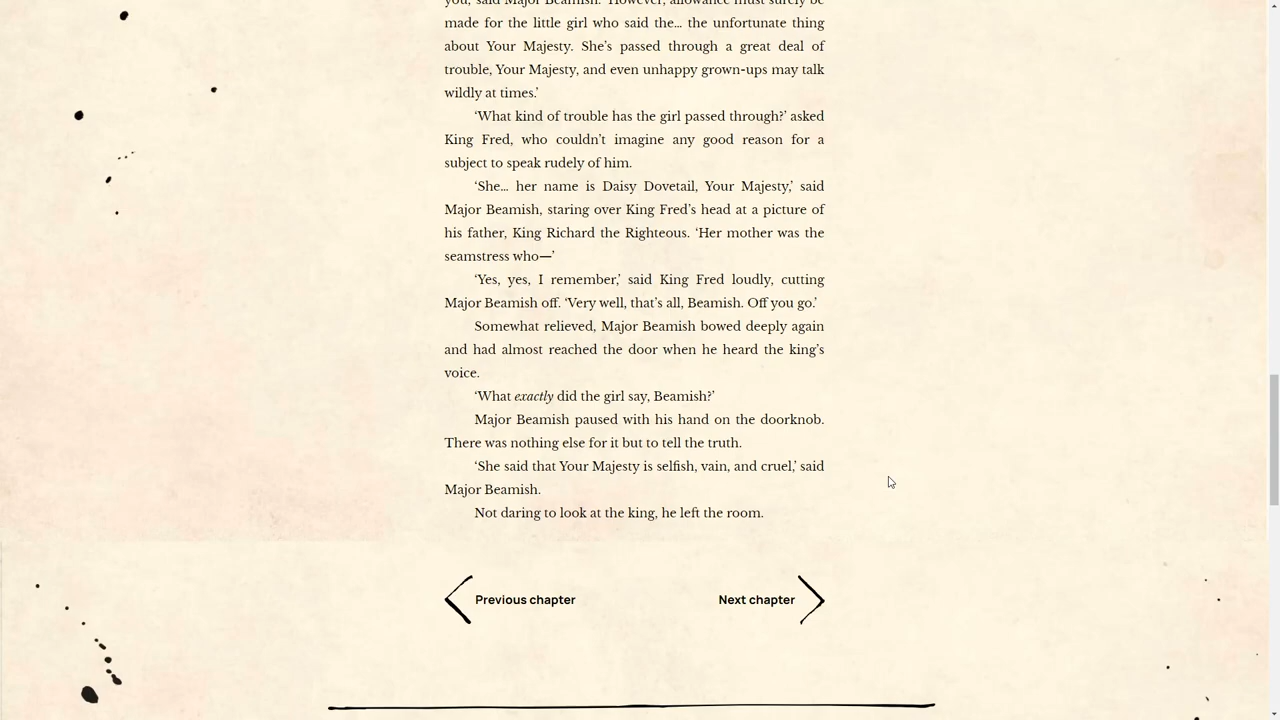 you,’ said Major Beamish. ‘However, allowance must surely be
made for the little girl who said the… the unfortunate thing
about Your Majesty. She’s passed through a great deal of
trouble, Your Majesty, and even unhappy grown-ups may talk
wildly at times.’
‘What kind of trouble has the girl passed through?’ asked
King Fred, who couldn’t imagine any good reason for a
subject to speak rudely of him.
‘She… her name is Daisy Dovetail, Your Majesty,’ said
Major Beamish, staring over King Fred’s head at a picture of
his father, King Richard the Righteous. ‘Her mother was the
seamstress who—’
‘Yes, yes, I remember,’ said King Fred loudly, cutting
Major Beamish off. ‘Very well, that’s all, Beamish. Off you go.’
Somewhat relieved, Major Beamish bowed deeply again
and had almost reached the door when he heard the king’s
voice.
‘What exactly did the girl say, Beamish?’
Major Beamish paused with his hand on the doorknob.
There was nothing else for it but to tell the truth.
‘She said that Your Majesty is selfish, vain, and cruel,’ said
Major Beamish.
Not daring to look at the king, he left the room.
Previous chapter
Next chapter